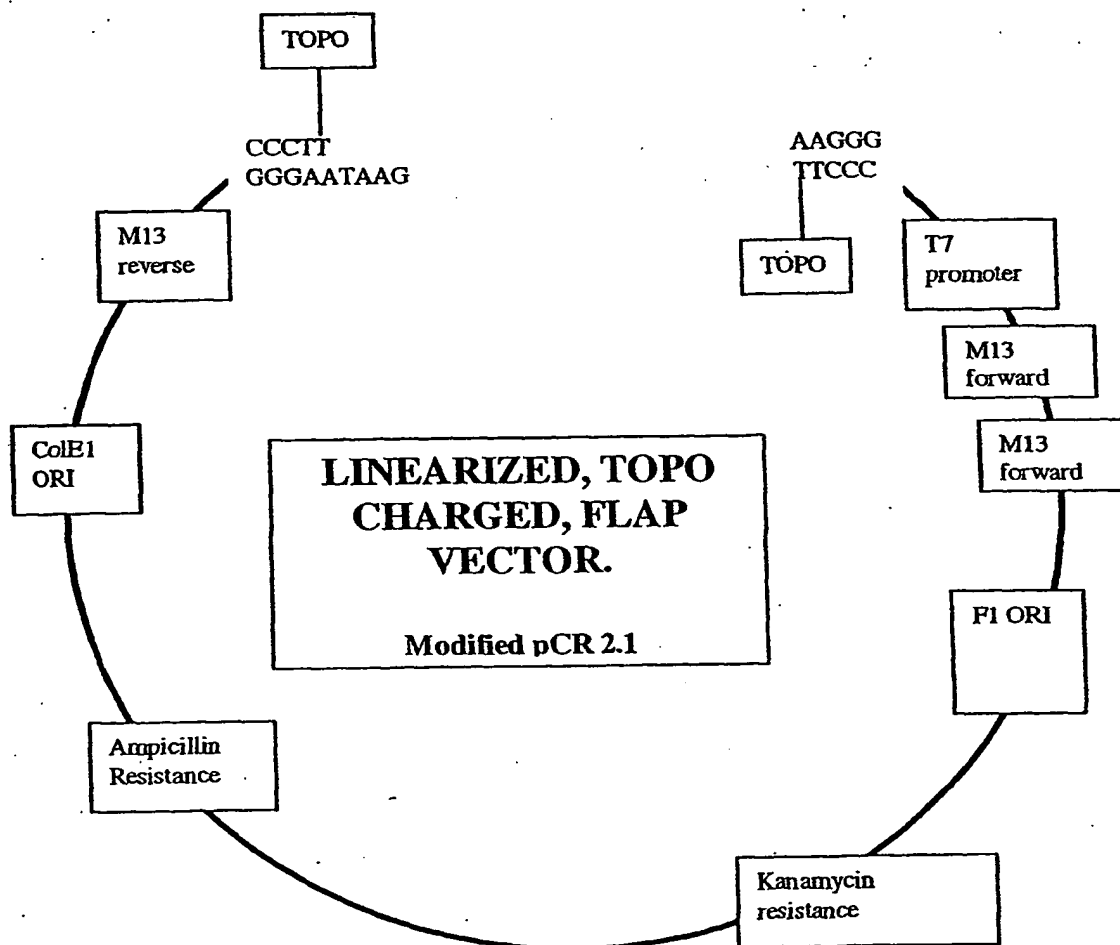 TOPO
CCCTT
GGGAATAAG
AAGGG
TTCCC
TOPO
M13
reverse
T7
promoter
M13
forward
M13
forward
ColE1
ORI
LINEARIZED, TOPO
CHARGED, FLAP
VECTOR.
Modified pCR 2.1
F1 ORI
Ampicillin
Resistance
Kanamycin
resistance